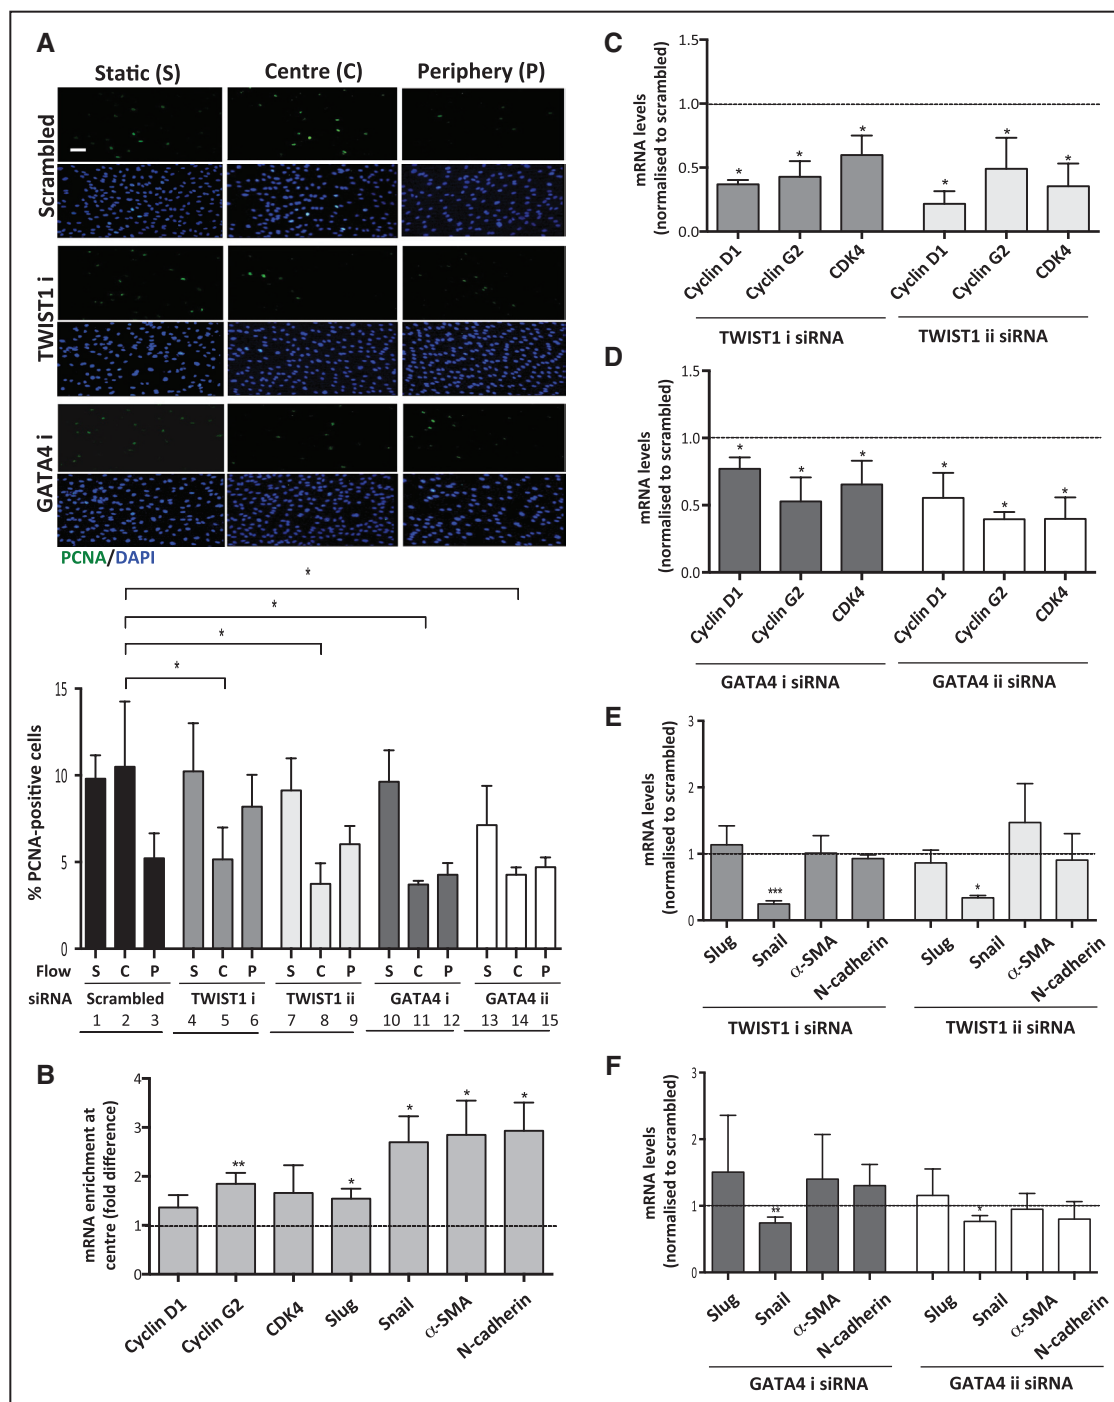 A
Static (S) Centre (C) Periphery (P)
Scrambled
TWIST1 i
GATA4 i
PCNA/DAPI
*
*
*
*
% PCNA-positive cells
15
10
5
0
Flow S C P S C P S C P S C P S C P
siRNA Scrambled TWIST1 i TWIST1 ii GATA4 i GATA4 ii
1 2 3 4 5 6 7 8 9 10 11 12 13 14 15
B
mRNA enrichment at
centre (fold difference)
4
3
2
1
0
** * * * *
Cyclin D1 Cyclin G2 CDK4 Slug Snail α-SMA N-cadherin
C
mRNA levels
(normalised to scrambled)
1.5
1.0
0.5
0.0
* * * * * *
Cyclin D1 Cyclin G2 CDK4 Cyclin D1 Cyclin G2 CDK4
TWIST1 i siRNA TWIST1 ii siRNA
D
mRNA levels
(normalised to scrambled)
1.5
1.0
0.5
0.0
* * * * * *
Cyclin D1 Cyclin G2 CDK4 Cyclin D1 Cyclin G2 CDK4
GATA4 i siRNA GATA4 ii siRNA
E
mRNA levels
(normalised to scrambled)
3
2
1
0
*** *
Slug Snail α-SMA N-cadherin Slug Snail α-SMA N-cadherin
TWIST1 i siRNA TWIST1 ii siRNA
F
mRNA levels
(normalised to scrambled)
3
2
1
0
** *
Slug Snail α-SMA N-cadherin Slug Snail α-SMA N-cadherin
GATA4 i siRNA GATA4 ii siRNA